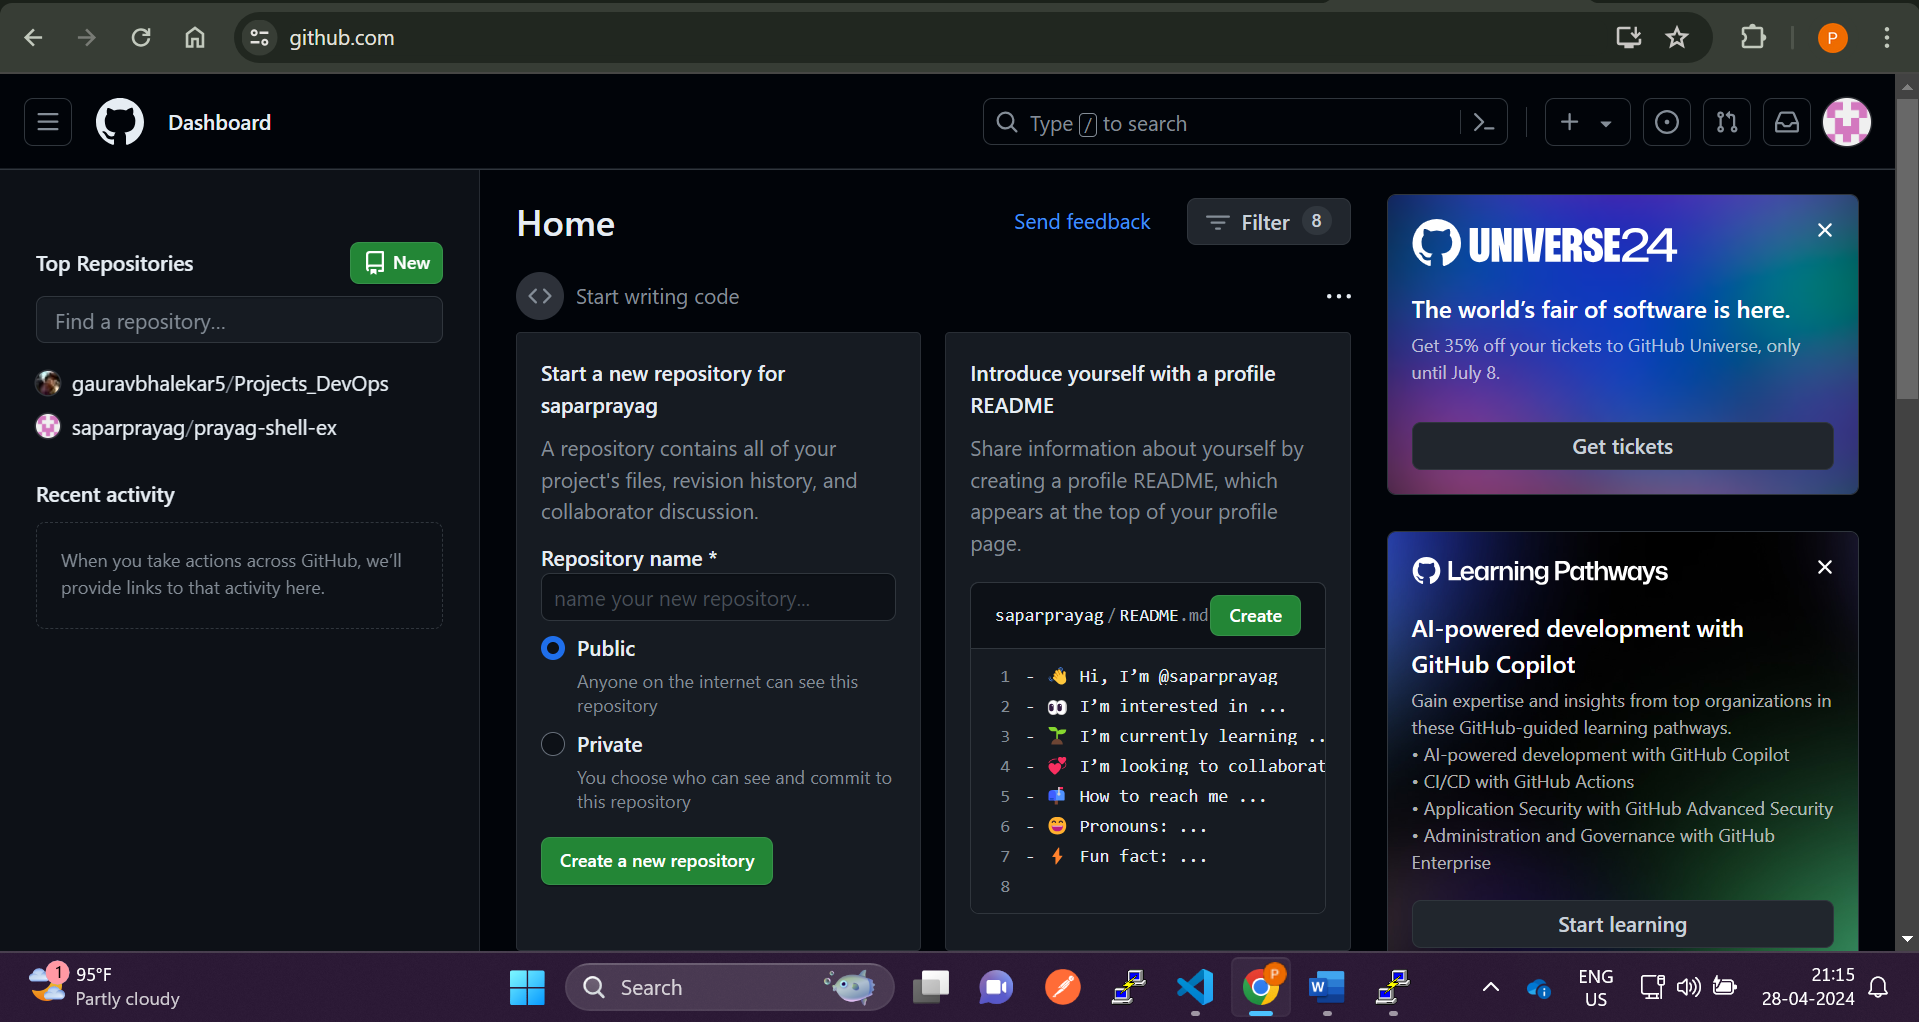 github.com
P
Dashboard
Type / to search
Top Repositories
New
Find a repository...
gauravbhalekar5/Projects_DevOps
saparprayag/prayag-shell-ex
Recent activity
When you take actions across GitHub, we'll
provide links to that activity here.
Home
Send feedback
Filter 8
Start writing code
Start a new repository for
saparprayag
A repository contains all of your
project's files, revision history, and
collaborator discussion.
Repository name *
name your new repository...
Public
Anyone on the internet can see this
repository
Private
You choose who can see and commit to
this repository
Create a new repository
Introduce yourself with a profile
README
Share information about yourself by
creating a profile README, which
appears at the top of your profile
page.
saparprayag/README.md
Create
1 - 👋 Hi, I’m @saparprayag
2 - 👀 I’m interested in ...
3 - 🌱 I’m currently learning ..
4 - 💞️ I’m looking to collaborat
5 - 📫 How to reach me ...
6 - 😄 Pronouns: ...
7 - ⚡ Fun fact: ...
8
UNIVERSE24
The world’s fair of software is here.
Get 35% off your tickets to GitHub Universe, only
until July 8.
Get tickets
Learning Pathways
AI-powered development with
GitHub Copilot
Gain expertise and insights from top organizations in
these GitHub-guided learning pathways.
• AI-powered development with GitHub Copilot
• CI/CD with GitHub Actions
• Application Security with GitHub Advanced Security
• Administration and Governance with GitHub
Enterprise
Start learning
1
95°F
Partly cloudy
Search
P
W
ENG
US
21:15
28-04-2024